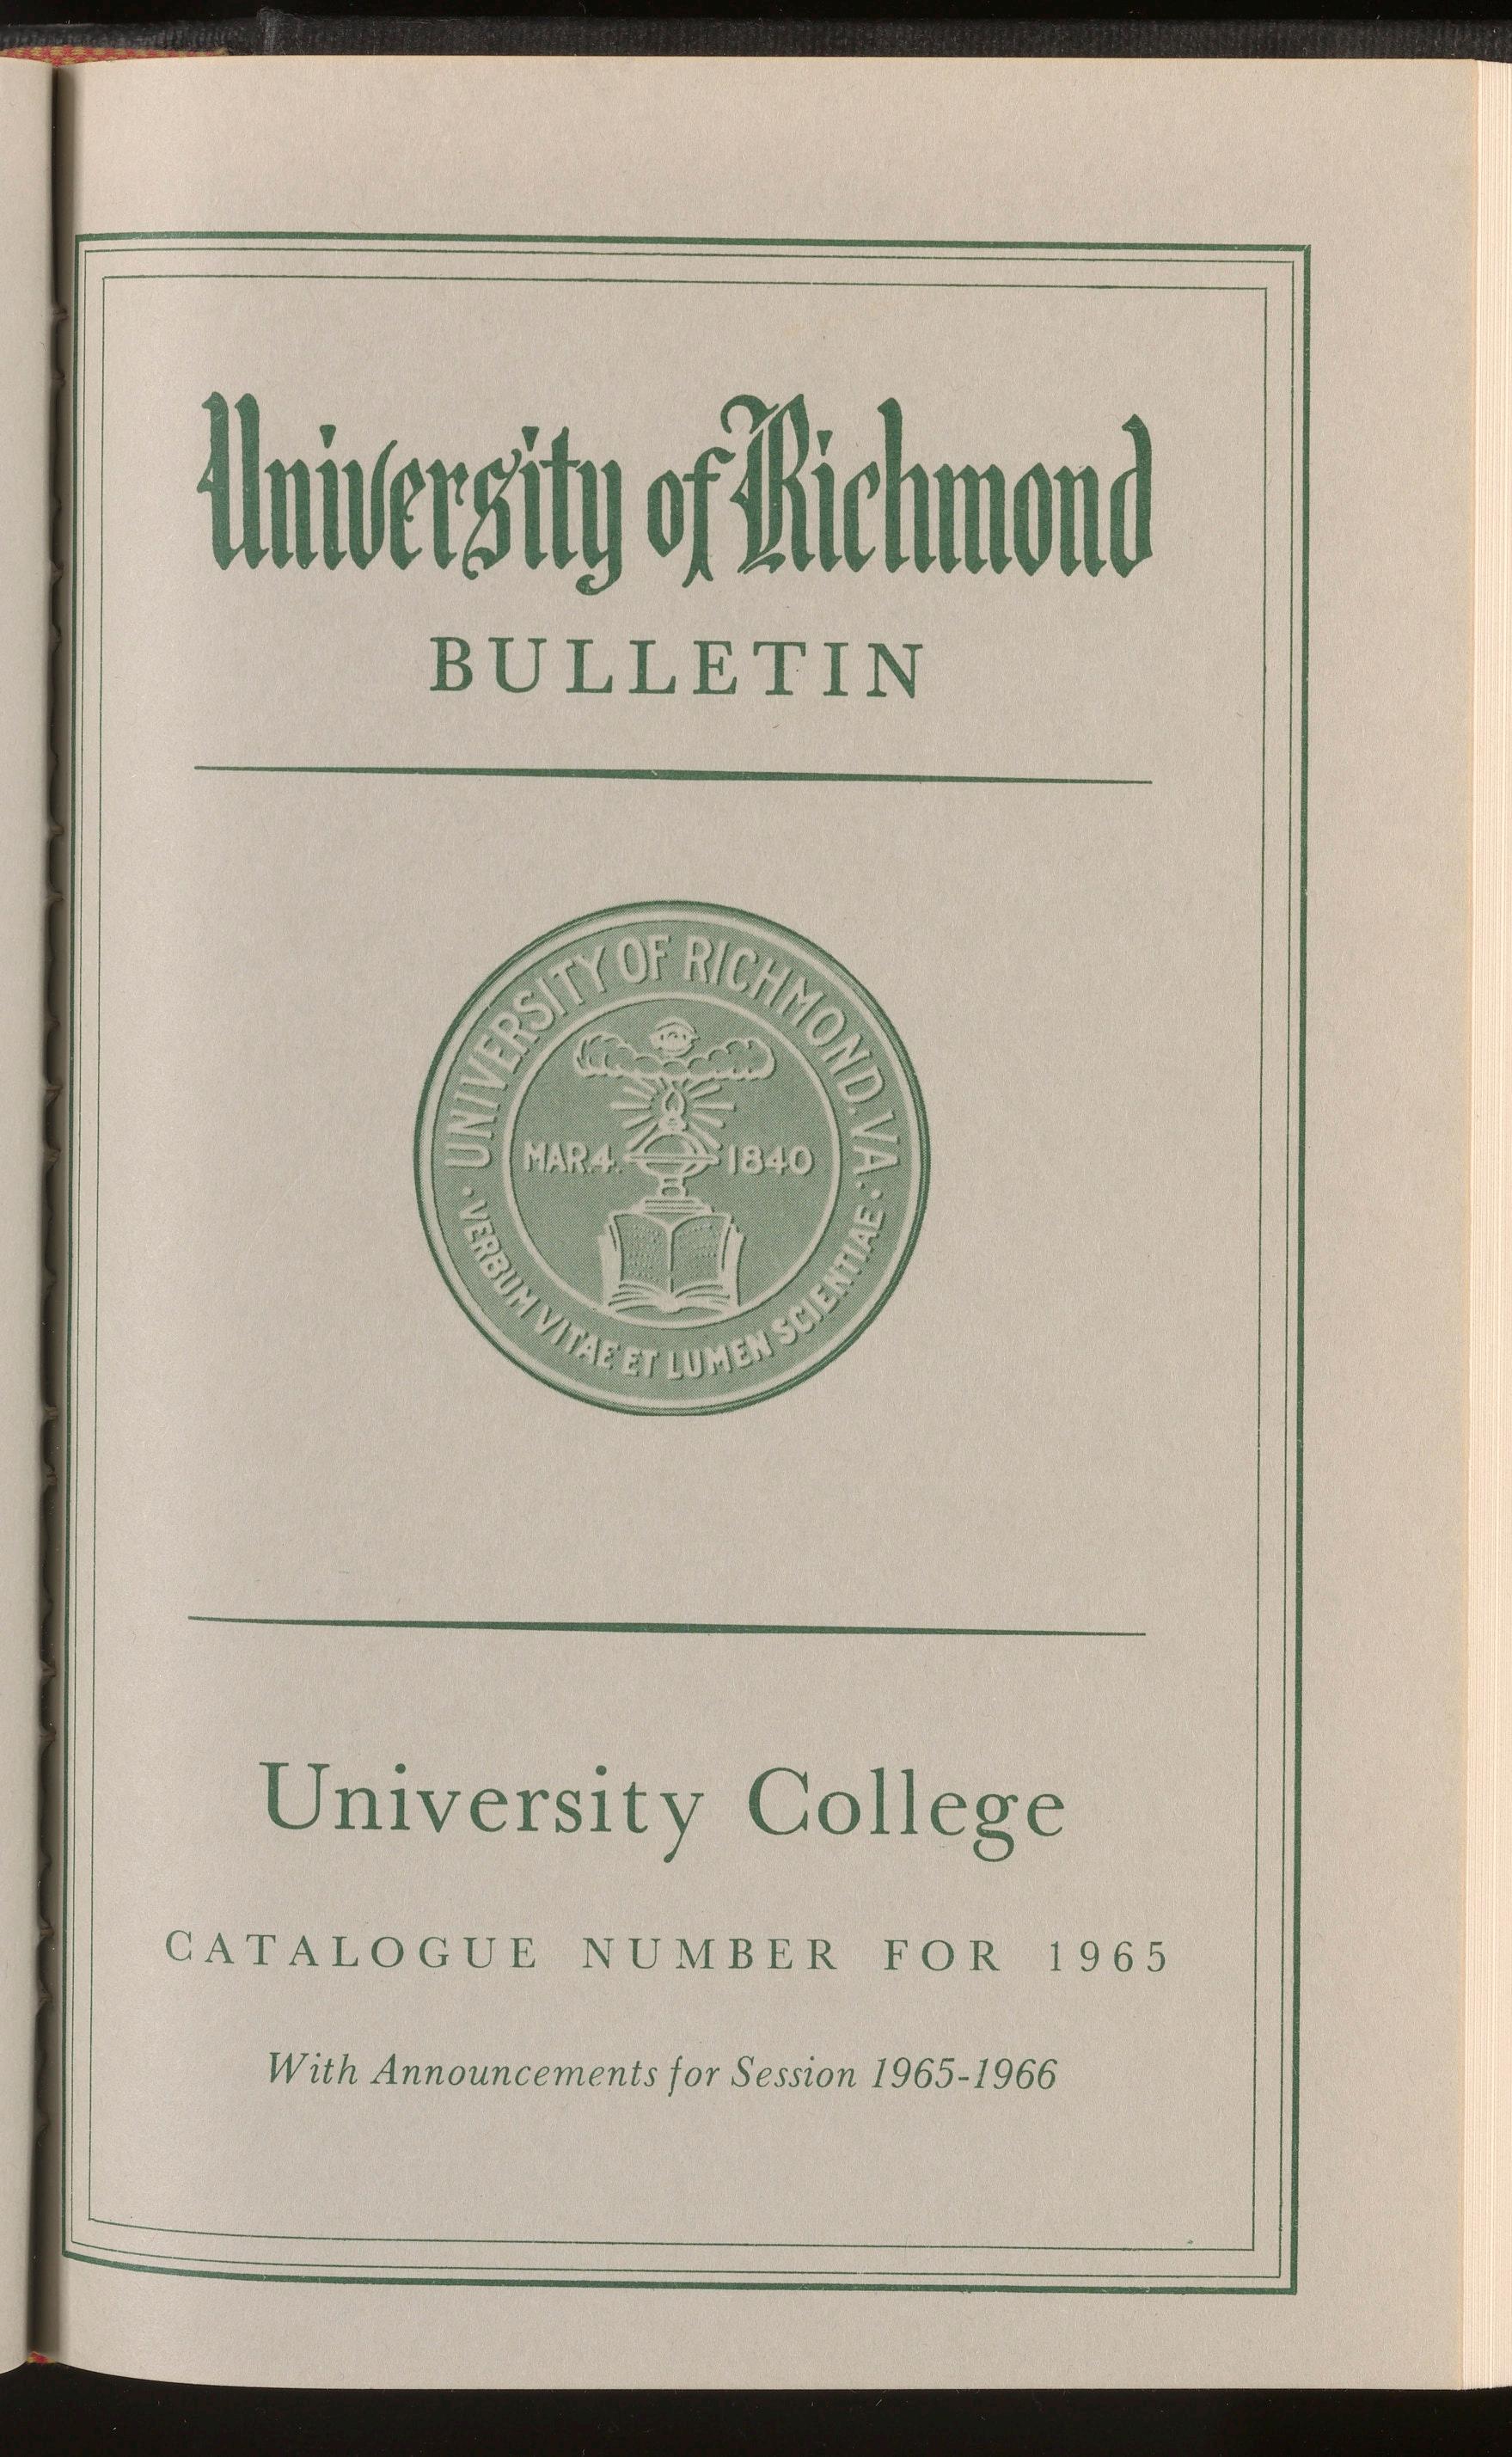 University of Richmond
BULLETIN
UNIVERSITY OF RICHMOND. VA.
MAR. 4. 1840
· VERBUM VITAE ET LUMEN SCIENTIAE ·
University College
CATALOGUE NUMBER FOR 1965
With Announcements for Session 1965-1966